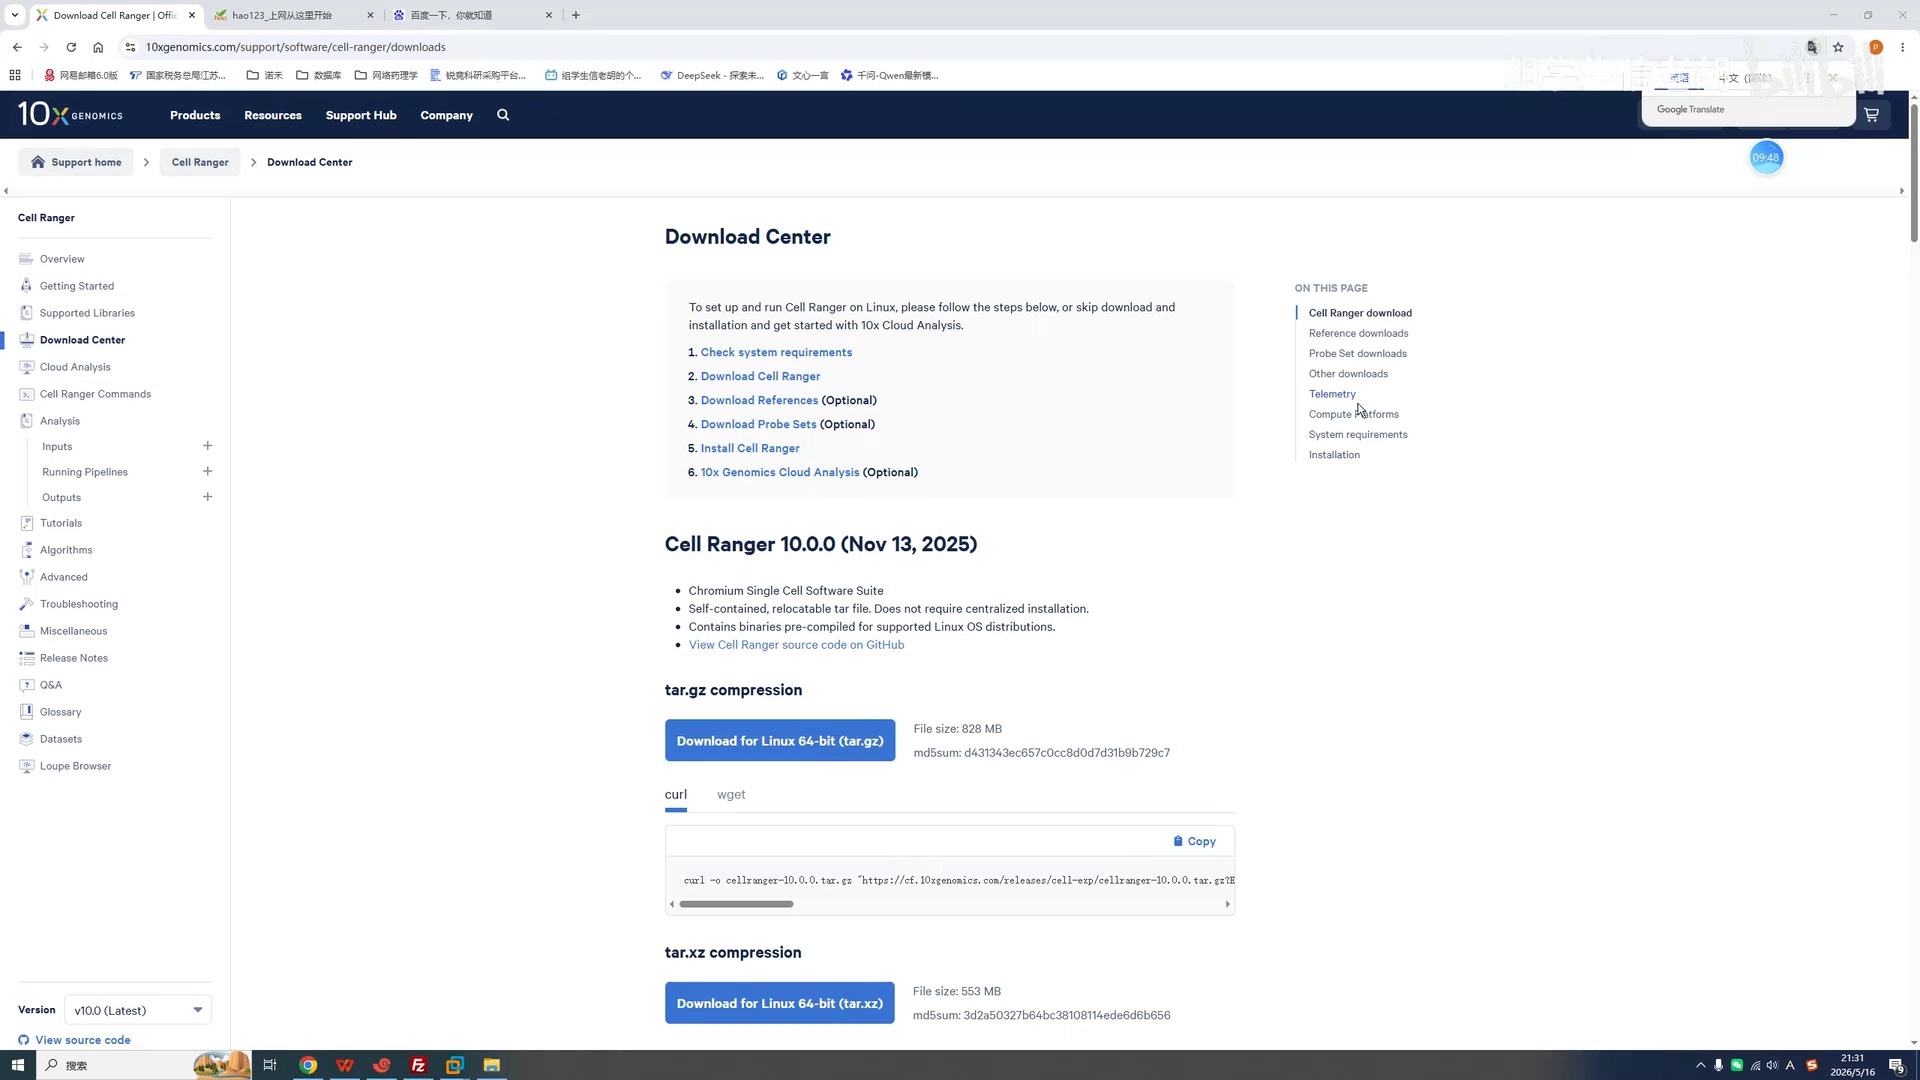 Download Cell Ranger | Offic
hao123_上网从这里开始
百度一下，你就知道
10xgenomics.com/support/software/cell-ranger/downloads
网易邮箱6.0版
国家税务总局江苏...
诺禾
数据库
网络药理学
锐竞科研采购平台...
组学生信老胡的个...
DeepSeek - 探索未...
文心一言
千问-Qwen最新模...
英语
中文（简体）
Google Translate
bilibili
10X GENOMICS
Products
Resources
Support Hub
Company
Support home
Cell Ranger
Download Center
09:48
Cell Ranger
Overview
Getting Started
Supported Libraries
Download Center
Cloud Analysis
Cell Ranger Commands
Analysis
Inputs
Running Pipelines
Outputs
Tutorials
Algorithms
Advanced
Troubleshooting
Miscellaneous
Release Notes
Q&A
Glossary
Datasets
Loupe Browser
Version
v10.0 (Latest)
View source code
Download Center
To set up and run Cell Ranger on Linux, please follow the steps below, or skip download and
installation and get started with 10x Cloud Analysis.
1. Check system requirements
2. Download Cell Ranger
3. Download References (Optional)
4. Download Probe Sets (Optional)
5. Install Cell Ranger
6. 10x Genomics Cloud Analysis (Optional)
Cell Ranger 10.0.0 (Nov 13, 2025)
Chromium Single Cell Software Suite
Self-contained, relocatable tar file. Does not require centralized installation.
Contains binaries pre-compiled for supported Linux OS distributions.
View Cell Ranger source code on GitHub
tar.gz compression
Download for Linux 64-bit (tar.gz)
File size: 828 MB
md5sum: d431343ec657c0cc8d0d7d31b9b729c7
curl
wget
Copy
curl -o cellranger-10.0.0.tar.gz "https://cf.10xgenomics.com/releases/cell-exp/cellranger-10.0.0.tar.gz?E
tar.xz compression
Download for Linux 64-bit (tar.xz)
File size: 553 MB
md5sum: 3d2a50327b64bc38108114ede6d6b656
ON THIS PAGE
Cell Ranger download
Reference downloads
Probe Set downloads
Other downloads
Telemetry
Compute Platforms
System requirements
Installation
搜索
21:31
2026/5/16